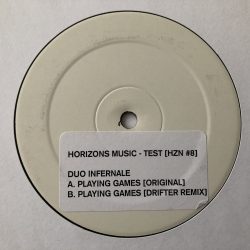 HORIZONS MUSIC - TEST [HZN #8]
DUO INFERNALE
A. PLAYING GAMES [ORIGINAL]
B. PLAYING GAMES [DRIFTER REMIX]